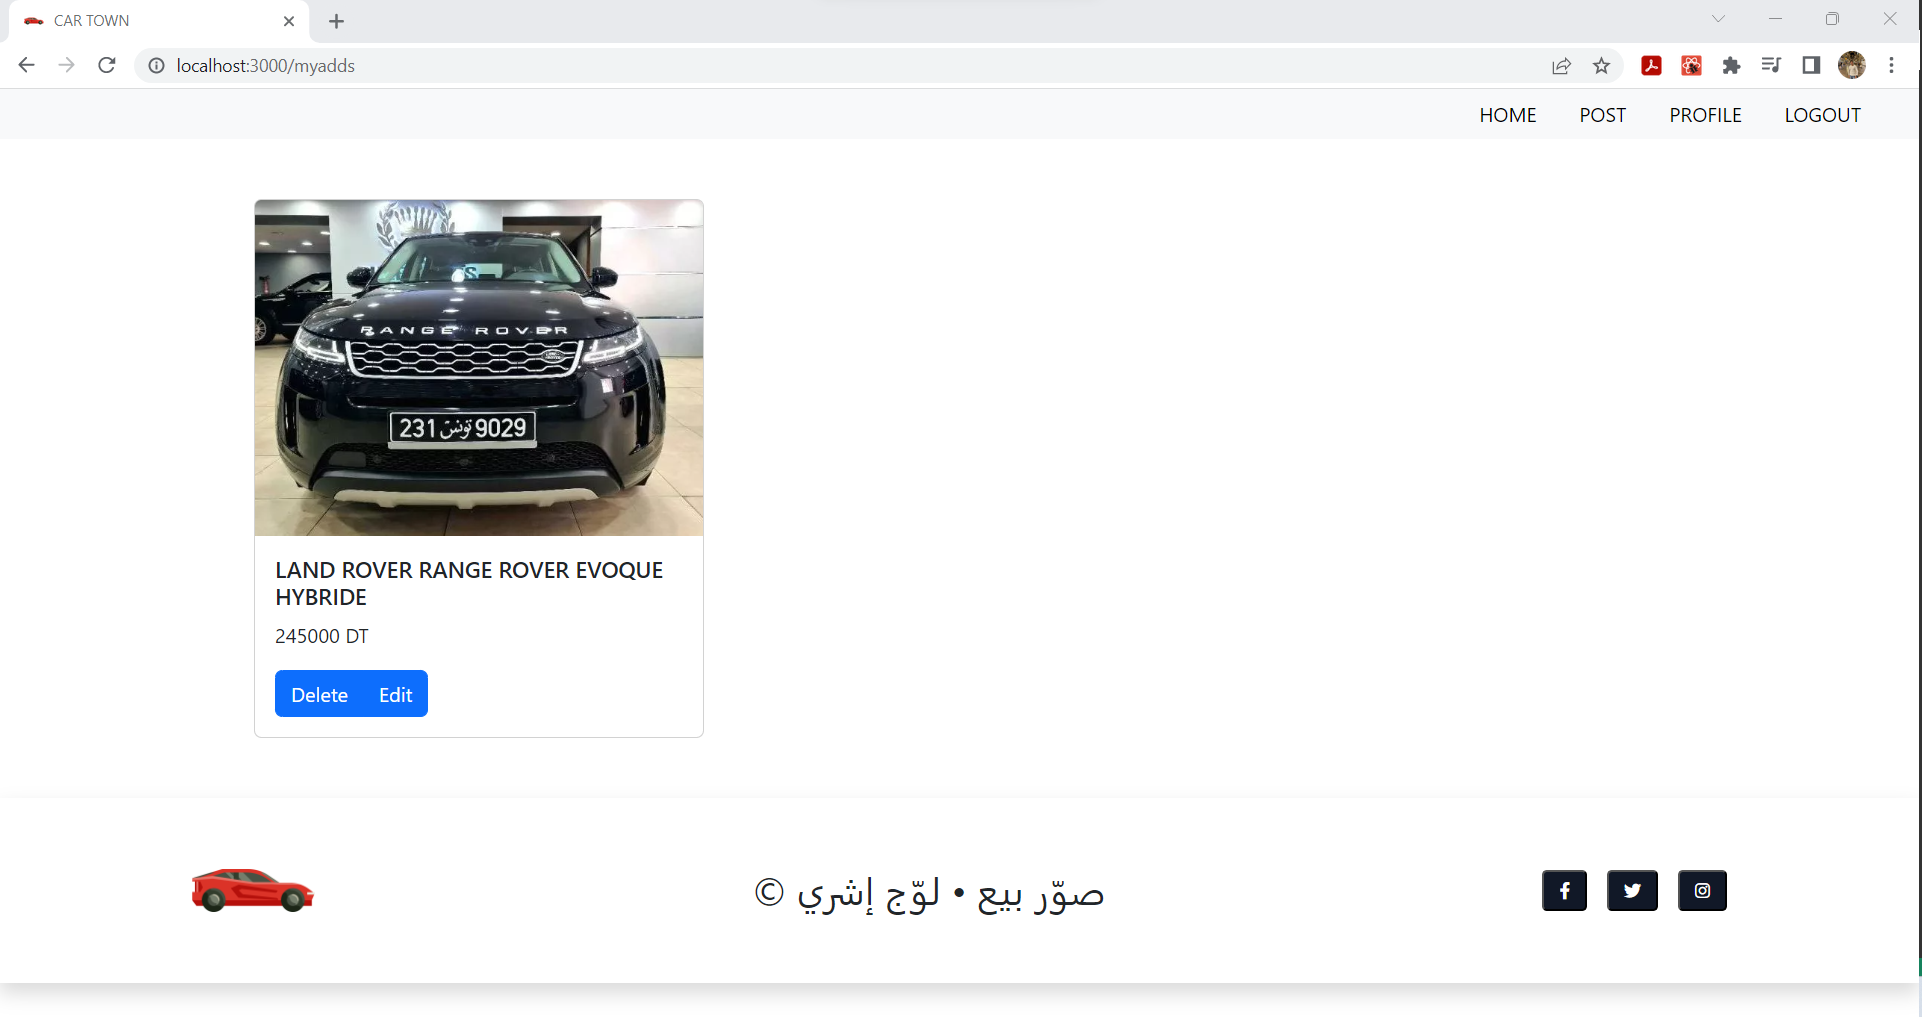 CAR TOWN
localhost:3000/myadds
HOME POST PROFILE LOGOUT
RANGE ROVER
231 تونس 9029
LAND ROVER RANGE ROVER EVOQUE
HYBRIDE
245000 DT
Delete Edit
صوّر بيع • لوّج إشري ©